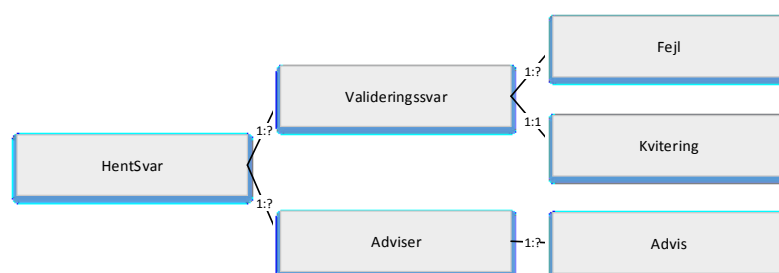 Fejl
1:?
Valideringssvar
1:?
1:1
Kvitering
HentSvar
1:?
Adviser
1:?
Advis